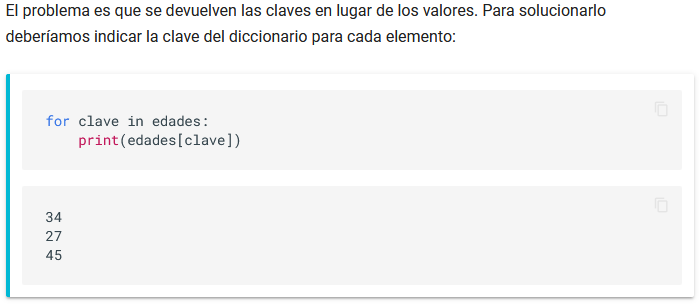 El problema es que se devuelven las claves en lugar de los valores. Para solucionarlo
deberíamos indicar la clave del diccionario para cada elemento:
for clave in edades:
    print(edades[clave])
34
27
45